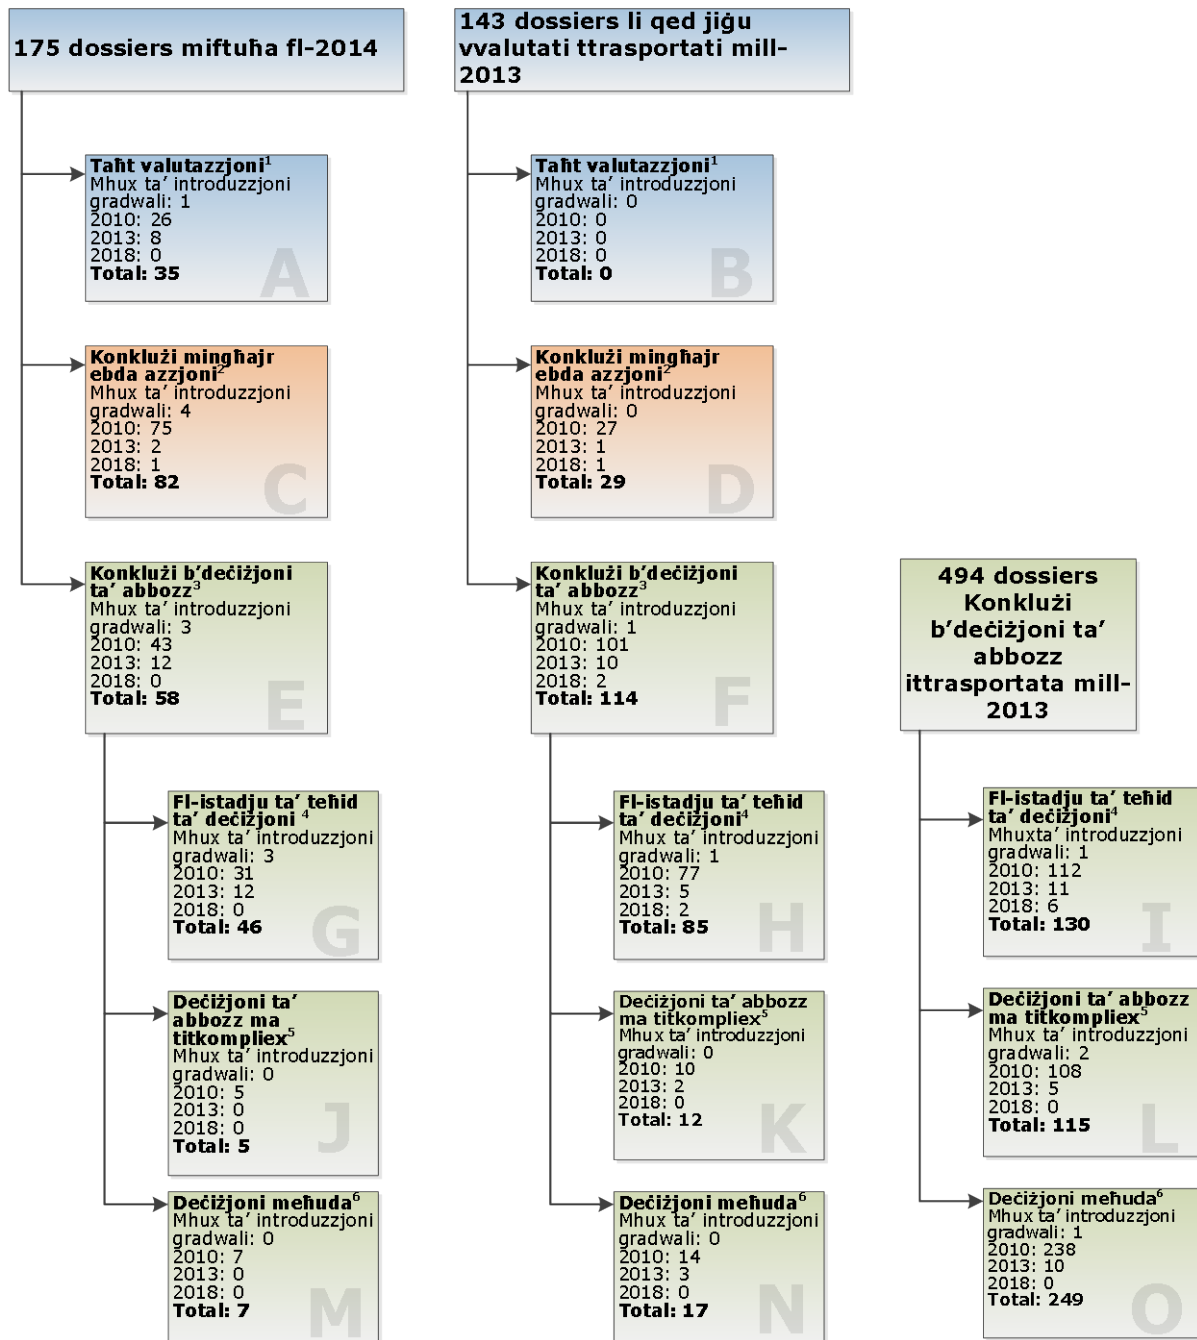 175 dossiers miftuħa fl-2014
143 dossiers li qed jiġu
vvalutati ttrasportati mill-
2013
Taħt valutazzjoni1
Mhux ta’ introduzzjoni
gradwali: 1
2010: 26
2013: 8
2018: 0
Total: 35
A
Taħt valutazzjoni1
Mhux ta’ introduzzjoni
gradwali: 0
2010: 0
2013: 0
2018: 0
Total: 0
B
Konklużi mingħajr
ebda azzjoni2
Mhux ta’ introduzzjoni
gradwali: 4
2010: 75
2013: 2
2018: 1
Total: 82
C
Konklużi mingħajr
ebda azzjoni2
Mhux ta’ introduzzjoni
gradwali: 0
2010: 27
2013: 1
2018: 1
Total: 29
D
Konklużi b’deċiżjoni
ta’ abbozz3
Mhux ta’ introduzzjoni
gradwali: 3
2010: 43
2013: 12
2018: 0
Total: 58
E
Konklużi b’deċiżjoni
ta’ abbozz3
Mhux ta’ introduzzjoni
gradwali: 1
2010: 101
2013: 10
2018: 2
Total: 114
F
494 dossiers
Konklużi
b’deċiżjoni ta’
abbozz
ittrasportata mill-
2013
Fl-istadju ta’ teħid
ta’ deċiżjoni 4
Mhux ta’ introduzzjoni
gradwali: 3
2010: 31
2013: 12
2018: 0
Total: 46
G
Fl-istadju ta’ teħid
ta’ deċiżjoni4
Mhux ta’ introduzzjoni
gradwali: 1
2010: 77
2013: 5
2018: 2
Total: 85
H
Fl-istadju ta’ teħid
ta’ deċiżjoni4
Mhuxta’ introduzzjoni
gradwali: 1
2010: 112
2013: 11
2018: 6
Total: 130
I
Deċiżjoni ta’
abbozz ma
titkompliex5
Mhux ta’ introduzzjoni
gradwali: 0
2010: 5
2013: 0
2018: 0
Total: 5
J
Deċiżjoni ta’ abbozz
ma titkompliex5
Mhux ta’ introduzzjoni
gradwali: 0
2010: 10
2013: 2
2018: 0
Total: 12
K
Deċiżjoni ta’ abbozz
ma titkompliex5
Mhux ta’ introduzzjoni
gradwali: 2
2010: 108
2013: 5
2018: 0
Total: 115
L
Deċiżjoni meħuda6
Mhux ta’ introduzzjoni
gradwali: 0
2010: 7
2013: 0
2018: 0
Total: 7
M
Deċiżjoni meħuda6
Mhux ta’ introduzzjoni
gradwali: 0
2010: 14
2013: 3
2018: 0
Total: 17
N
Deċiżjoni meħuda6
Mhux ta’ introduzzjoni
gradwali: 1
2010: 238
2013: 10
2018: 0
Total: 249
O